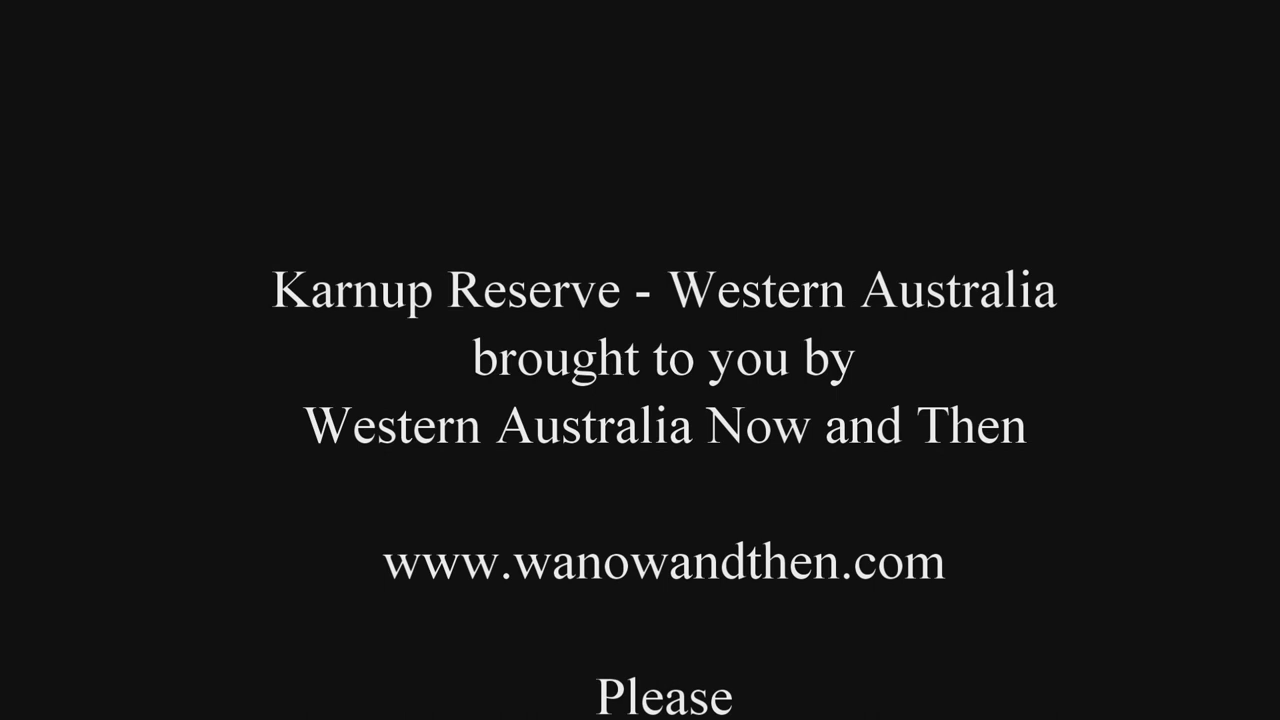 Karnup Reserve - Western Australia
brought to you by
Western Australia Now and Then
www.wanowandthen.com
Please